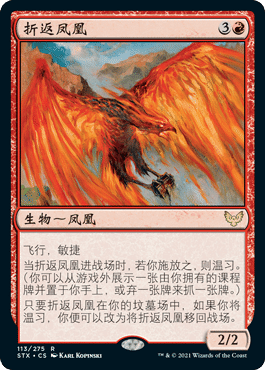 折返凤凰 3
生物～凤凰
飞行，敏捷
当折返凤凰进战场时，若你施放之，则温习。
（你可以从游戏外展示一张由你拥有的课程
牌并置于你手上，或弃一张牌来抓一张牌。）
只要折返凤凰在你的坟墓场中，如果你将
温习，你便可以改为将折返凤凰移回战场。
2/2
113/275 R
STX • CS KARL KOPINSKI
™ & © 2021 Wizards of the Coast